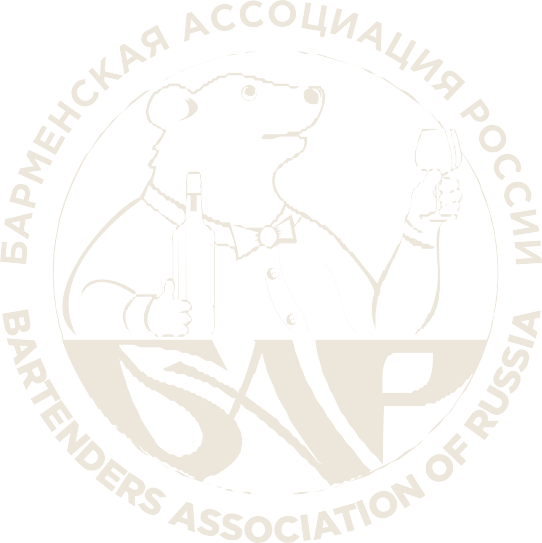 БАРМЕНСКАЯ АССОЦИАЦИЯ РОССИИ
БАР
BARTENDERS ASSOCIATION OF RUSSIA